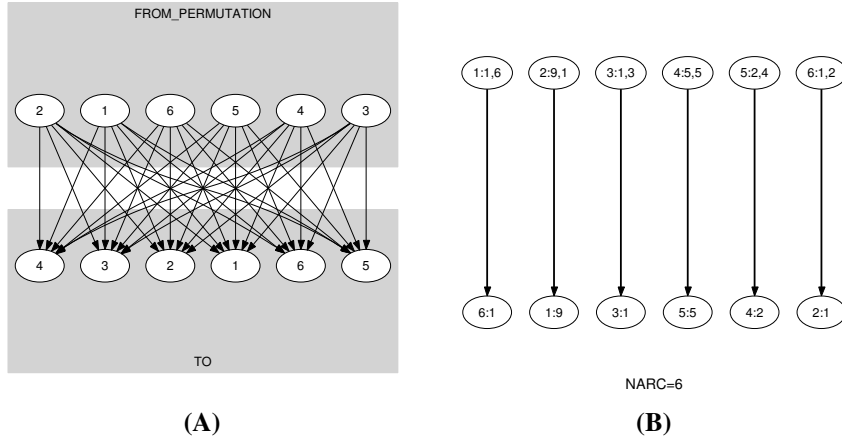 FROM_PERMUTATION
2 1 6 5 4 3
4 3 2 1 6 5
TO
(A)
1:1,6 2:9,1 3:1,3 4:5,5 5:2,4 6:1,2
6:1 1:9 3:1 5:5 4:2 2:1
NARC=6
(B)